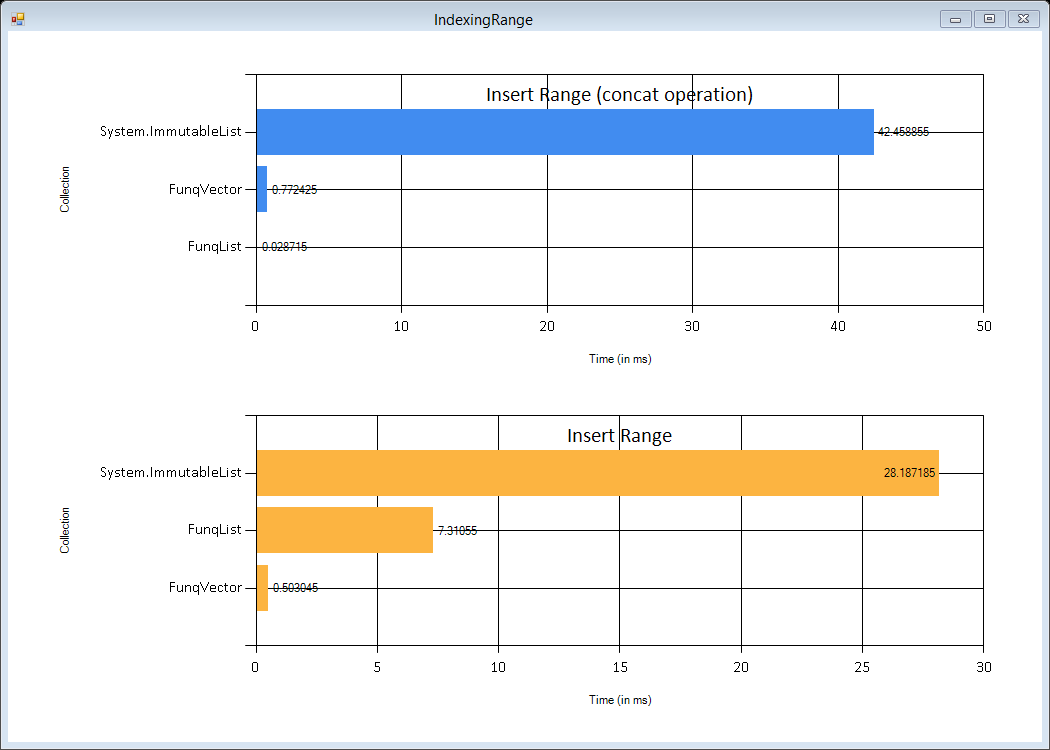 IndexingRange
Insert Range (concat operation)
System.ImmutableList
42.458855
FunqVector
0.772425
FunqList
0.028715
Collection
0 10 20 30 40 50
Time (in ms)
Insert Range
System.ImmutableList
28.187185
FunqList
7.31055
FunqVector
0.503045
Collection
0 5 10 15 20 25 30
Time (in ms)